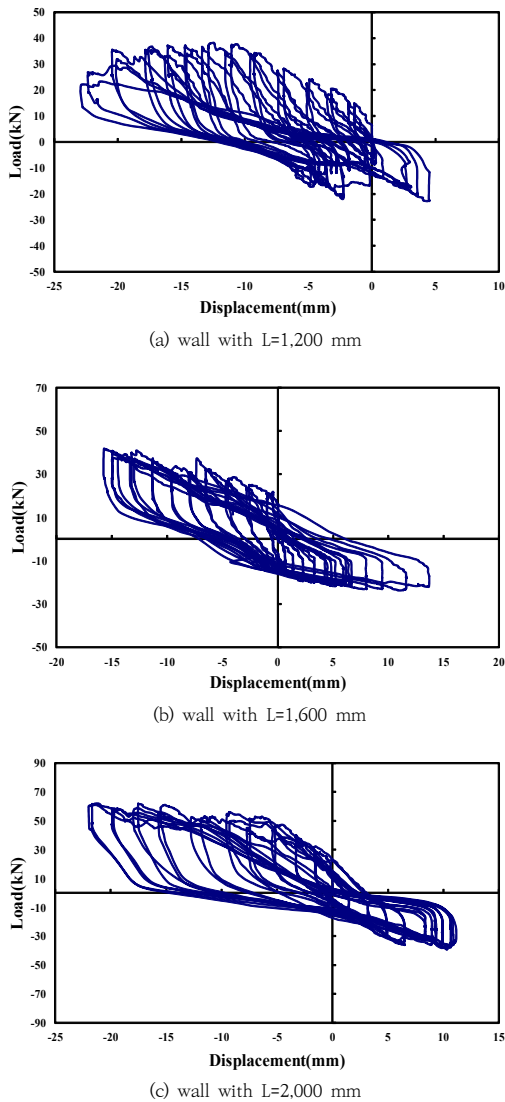 50
40
30
20
10
0
-10
-20
-30
-40
-50
Load(kN)
-25 -20 -15 -10 -5 0 5 10
Displacement(mm)
(a) wall with L=1,200 mm
70
50
30
10
-10
-30
-50
Load(kN)
-20 -15 -10 -5 0 5 10 15 20
Displacement(mm)
(b) wall with L=1,600 mm
90
70
50
30
10
-10
-30
-50
-70
-90
Load(kN)
-25 -20 -15 -10 -5 0 5 10 15
Displacement(mm)
(c) wall with L=2,000 mm